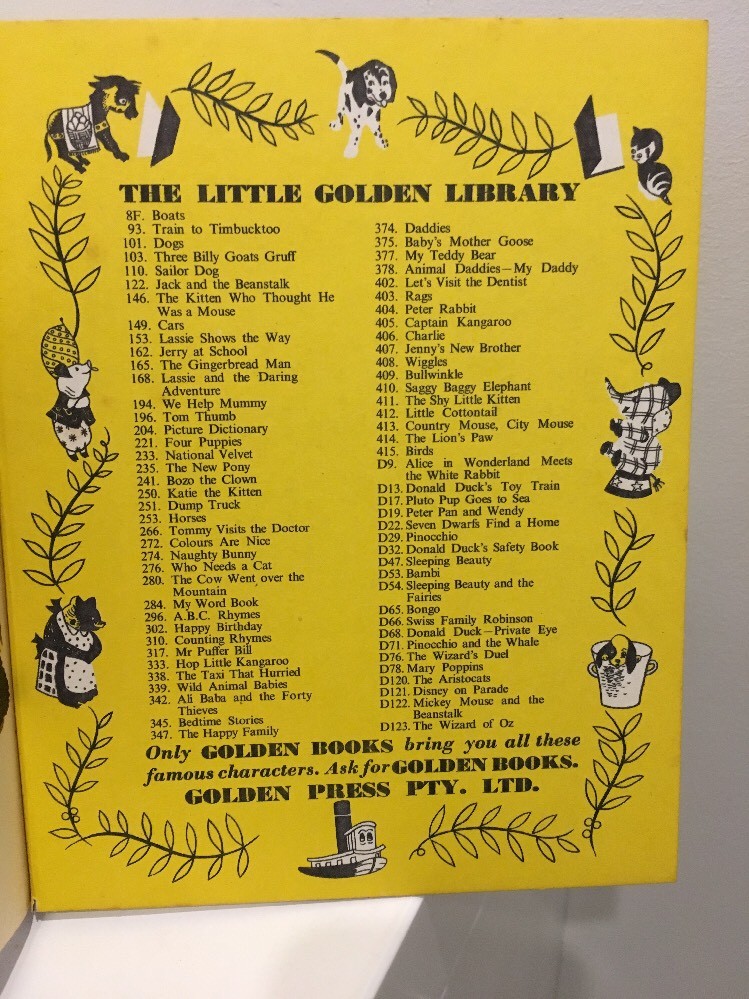 THE LITTLE GOLDEN LIBRARY
8F. Boats
93. Train to Timbucktoo
101. Dogs
103. Three Billy Goats Gruff
110. Sailor Dog
122. Jack and the Beanstalk
146. The Kitten Who Thought He
Was a Mouse
149. Cars
153. Lassie Shows the Way
162. Jerry at School
165. The Gingerbread Man
168. Lassie and the Daring
Adventure
194. We Help Mummy
196. Tom Thumb
204. Picture Dictionary
221. Four Puppies
233. National Velvet
235. The New Pony
241. Bozo the Clown
250. Katie the Kitten
251. Dump Truck
253. Horses
266. Tommy Visits the Doctor
272. Colours Are Nice
274. Naughty Bunny
276. Who Needs a Cat
280. The Cow Went over the
Mountain
284. My Word Book
296. A.B.C. Rhymes
302. Happy Birthday
310. Counting Rhymes
317. Mr Puffer Bill
333. Hop Little Kangaroo
338. The Taxi That Hurried
339. Wild Animal Babies
342. Ali Baba and the Forty
Thieves
345. Bedtime Stories
347. The Happy Family
374. Daddies
375. Baby's Mother Goose
377. My Teddy Bear
378. Animal Daddies—My Daddy
402. Let's Visit the Dentist
403. Rags
404. Peter Rabbit
405. Captain Kangaroo
406. Charlie
407. Jenny's New Brother
408. Wiggles
409. Bullwinkle
410. Saggy Baggy Elephant
411. The Shy Little Kitten
412. Little Cottontail
413. Country Mouse, City Mouse
414. The Lion's Paw
415. Birds
D9. Alice in Wonderland Meets
the White Rabbit
D13. Donald Duck's Toy Train
D17. Pluto Pup Goes to Sea
D19. Peter Pan and Wendy
D22. Seven Dwarfs Find a Home
D29. Pinocchio
D32. Donald Duck's Safety Book
D47. Sleeping Beauty
D53. Bambi
D54. Sleeping Beauty and the
Fairies
D65. Bongo
D66. Swiss Family Robinson
D68. Donald Duck—Private Eye
D71. Pinocchio and the Whale
D76. The Wizard's Duel
D78. Mary Poppins
D120. The Aristocats
D121. Disney on Parade
D122. Mickey Mouse and the
Beanstalk
D123. The Wizard of Oz
Only GOLDEN BOOKS bring you all these
famous characters. Ask for GOLDEN BOOKS.
GOLDEN PRESS PTY. LTD.